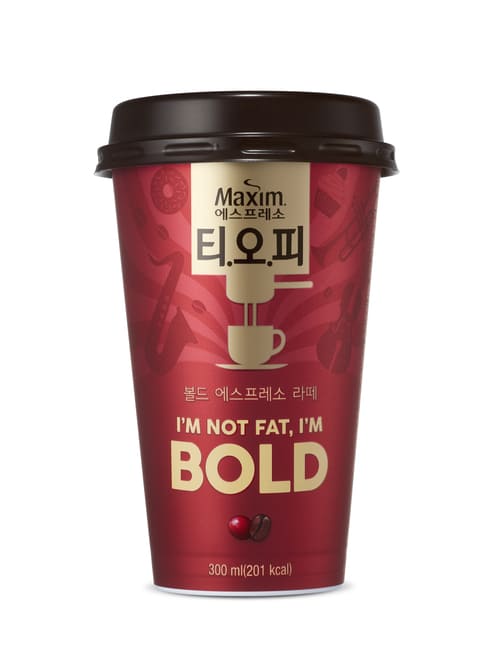 Maxim.
에스프레소
티.오.피
볼드 에스프레소 라떼
I'M NOT FAT, I'M
BOLD
300 ml(201 kcal)